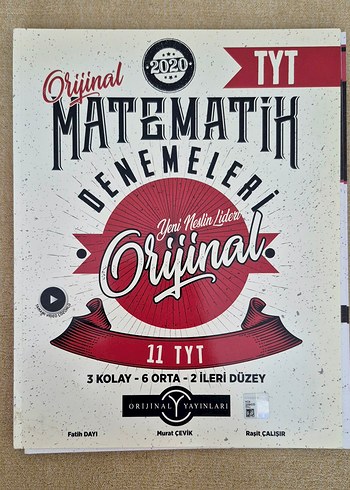 2020
TYT
Orijinal
MATEMATİK
DENEMELERİ
Yeni Neslin Lideri
Orijinal
11 TYT
3 KOLAY - 6 ORTA - 2 İLERİ DÜZEY
ORİJİNAL YAYINLARI
Fatih DAYI
Murat ÇEVİK
Raşit ÇALIŞIR